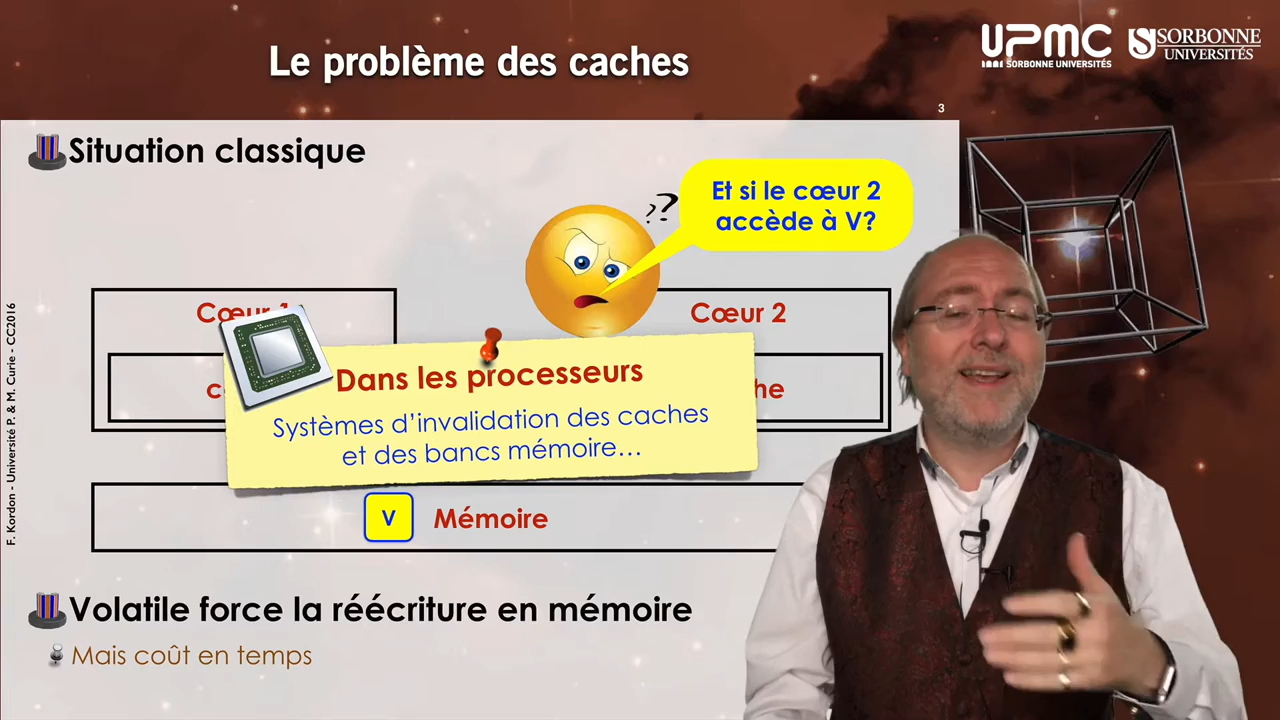 Le problème des caches
UPMC
SORBONNE UNIVERSITÉS
SORBONNE
UNIVERSITÉS
3
Situation classique
??
Et si le cœur 2
accède à V?
Cœur
Cœur 2
Dans les processeurs
Systèmes d'invalidation des caches
et des bancs mémoire...
V
Mémoire
Volatile force la réécriture en mémoire
Mais coût en temps
F. Kordon - Université P. & M. Curie - CC2016